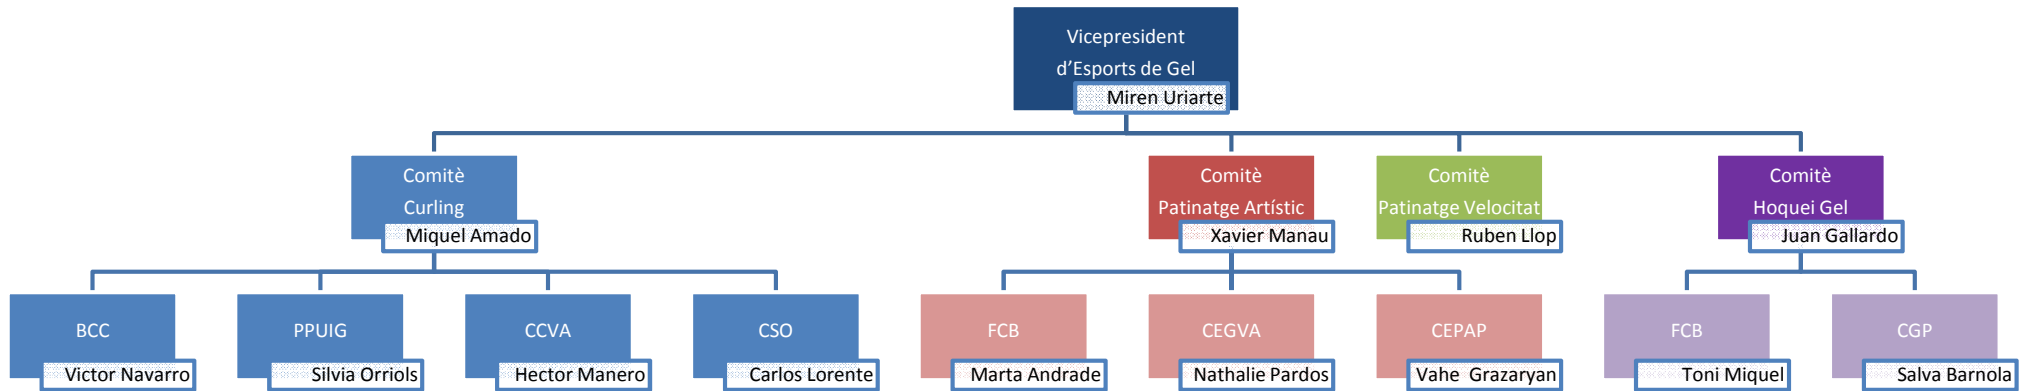 Vicepresident
d'Esports de Gel
Miren Uriarte
Comitè
Curling
Miquel Amado
Comitè
Patinatge Artístic
Xavier Manau
Comitè
Patinatge Velocitat
Ruben Llop
Comitè
Hoquei Gel
Juan Gallardo
BCC
Victor Navarro
PPUIG
Silvia Orriols
CCVA
Hector Manero
CSO
Carlos Lorente
FCB
Marta Andrade
CEGVA
Nathalie Pardos
CEPAP
Vahe Grazaryan
FCB
Toni Miquel
CGP
Salva Barnola